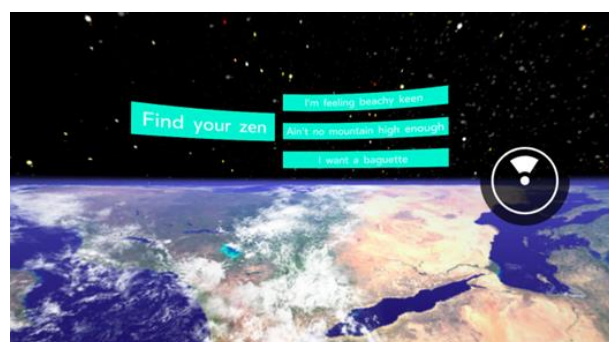 Find your zen
I'm feeling beachy keen
Ain't no mountain high enough
I want a baguette